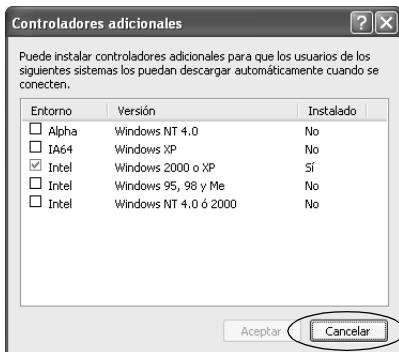 Controladores adicionales
Puede instalar controladores adicionales para que los usuarios de los
siguientes sistemas los puedan descargar automáticamente cuando se
conecten.
Entorno Versión Instalado
Alpha Windows NT 4.0 No
IA64 Windows XP No
Intel Windows 2000 o XP Sí
Intel Windows 95, 98 y Me No
Intel Windows NT 4.0 ó 2000 No
Aceptar Cancelar